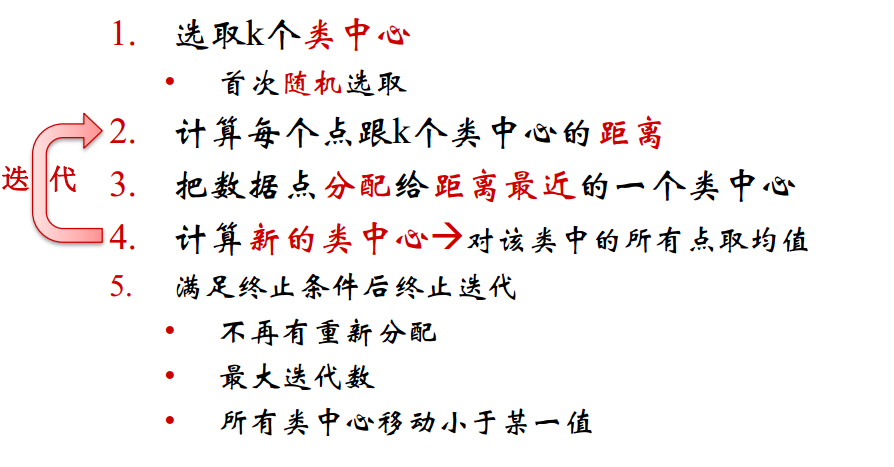 1. 选取k个类中心
• 首次随机选取
2. 计算每个点跟k个类中心的距离
迭 代
3. 把数据点分配给距离最近的一个类中心
4. 计算新的类中心→对该类中的所有点取均值
5. 满足终止条件后终止迭代
• 不再有重新分配
• 最大迭代数
• 所有类中心移动小于某一值